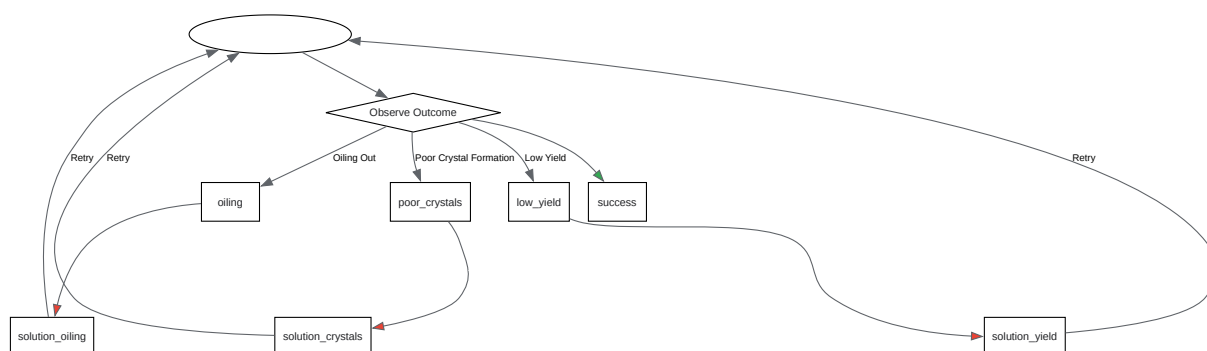 Observe Outcome
Retry
Retry
Oiling Out
Poor Crystal Formation
Low Yield
Retry
oiling
poor_crystals
low_yield
success
solution_oiling
solution_crystals
solution_yield